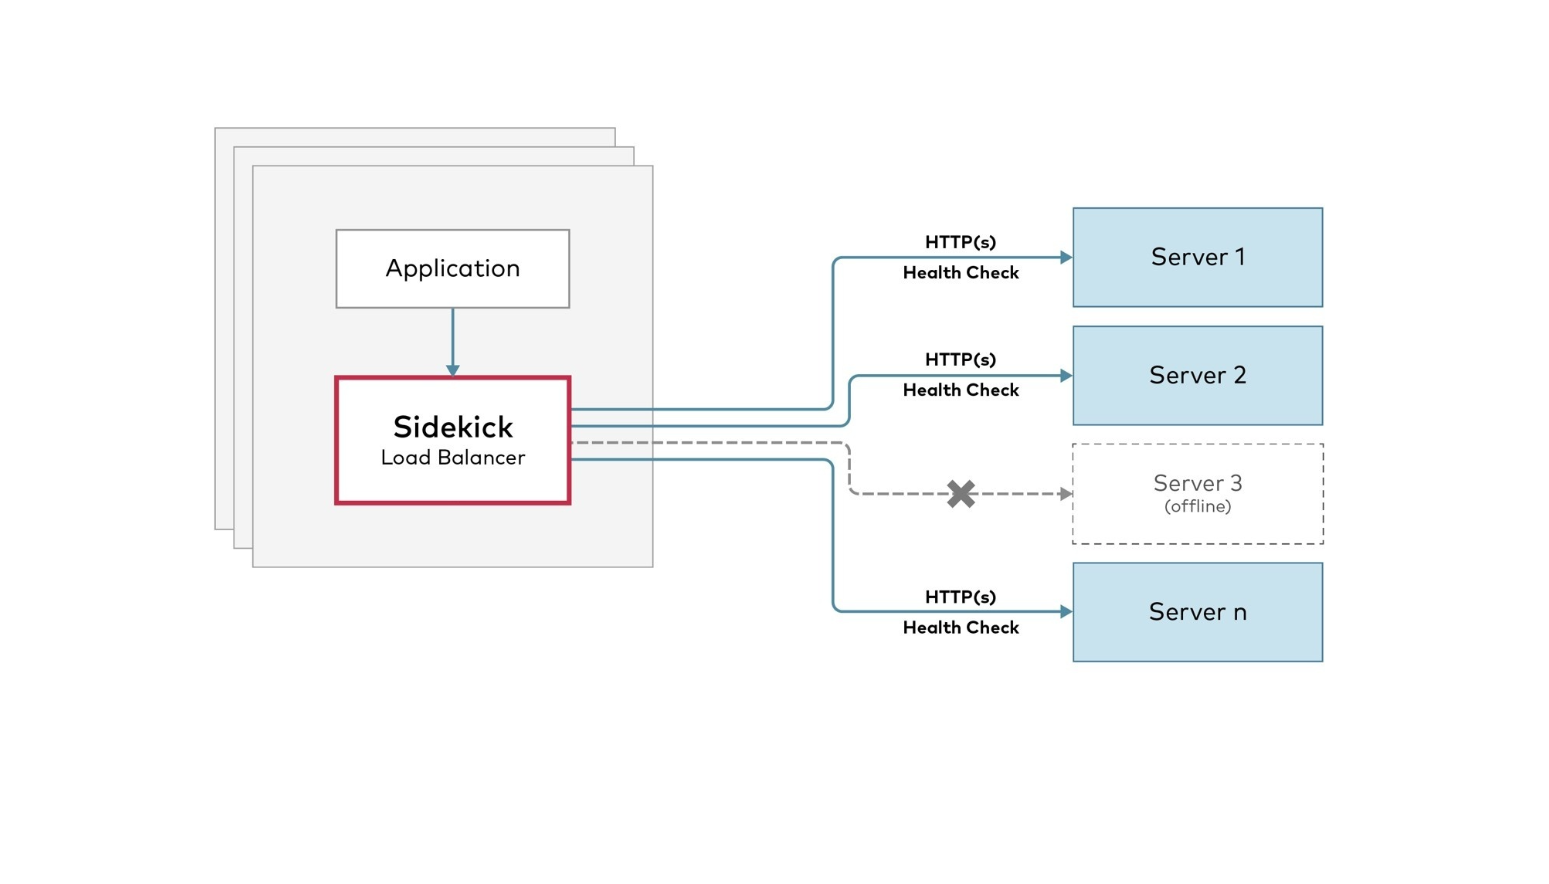 Application
Sidekick
Load Balancer
HTTP(s)
Health Check
Server 1
HTTP(s)
Health Check
Server 2
Server 3
(offline)
HTTP(s)
Health Check
Server n